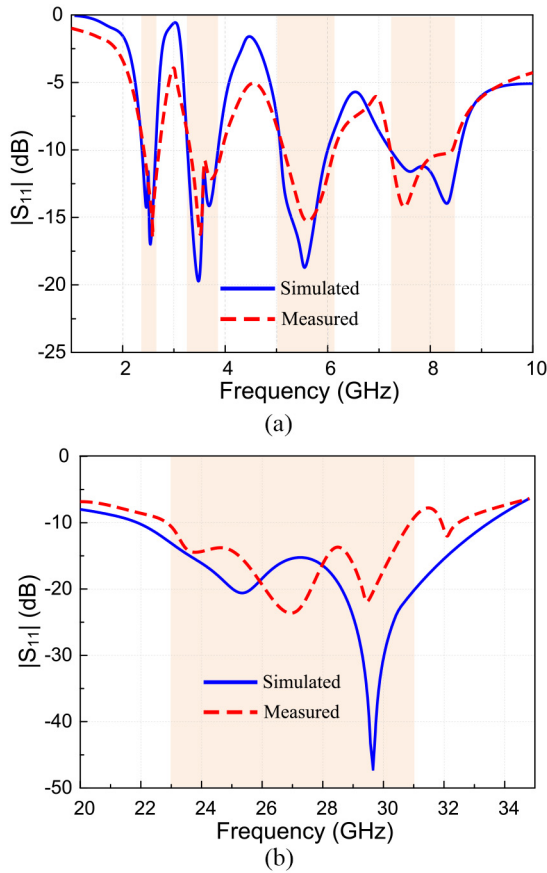 0
-5
-10
-15
-20
-25
|S11| (dB)
Simulated
Measured
2 4 6 8 10
Frequency (GHz)
(a)
0
-10
-20
-30
-40
-50
|S11| (dB)
Simulated
Measured
20 22 24 26 28 30 32 34
Frequency (GHz)
(b)